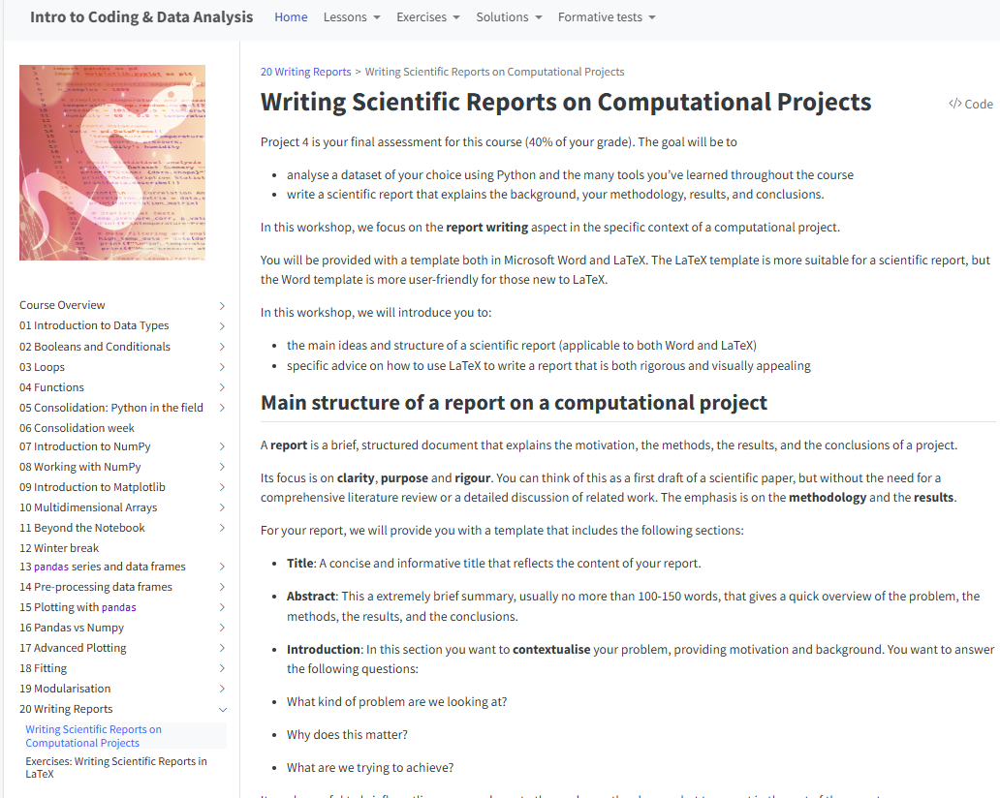 Intro to Coding & Data Analysis
Home
Lessons
Exercises
Solutions
Formative tests
20 Writing Reports > Writing Scientific Reports on Computational Projects
Writing Scientific Reports on Computational Projects
</> Code
Project 4 is your final assessment for this course (40% of your grade). The goal will be to
• analyse a dataset of your choice using Python and the many tools you've learned throughout the course
• write a scientific report that explains the background, your methodology, results, and conclusions.
In this workshop, we focus on the report writing aspect in the specific context of a computational project.
You will be provided with a template both in Microsoft Word and LaTeX. The LaTeX template is more suitable for a scientific report, but
the Word template is more user-friendly for those new to LaTeX.
In this workshop, we will introduce you to:
• the main ideas and structure of a scientific report (applicable to both Word and LaTeX)
• specific advice on how to use LaTeX to write a report that is both rigorous and visually appealing
Main structure of a report on a computational project
A report is a brief, structured document that explains the motivation, the methods, the results, and the conclusions of a project.
Its focus is on clarity, purpose and rigour. You can think of this as a first draft of a scientific paper, but without the need for a
comprehensive literature review or a detailed discussion of related work. The emphasis is on the methodology and the results.
For your report, we will provide you with a template that includes the following sections:
• Title: A concise and informative title that reflects the content of your report.
• Abstract: This a extremely brief summary, usually no more than 100-150 words, that gives a quick overview of the problem, the
methods, the results, and the conclusions.
• Introduction: In this section you want to contextualise your problem, providing motivation and background. You want to answer
the following questions:
• What kind of problem are we looking at?
• Why does this matter?
• What are we trying to achieve?
Course Overview
01 Introduction to Data Types
02 Booleans and Conditionals
03 Loops
04 Functions
05 Consolidation: Python in the field
06 Consolidation week
07 Introduction to NumPy
08 Working with NumPy
09 Introduction to Matplotlib
10 Multidimensional Arrays
11 Beyond the Notebook
12 Winter break
13 pandas series and data frames
14 Pre-processing data frames
15 Plotting with pandas
16 Pandas vs Numpy
17 Advanced Plotting
18 Fitting
19 Modularisation
20 Writing Reports
Writing Scientific Reports on
Computational Projects
Exercises: Writing Scientific Reports in
LaTeX